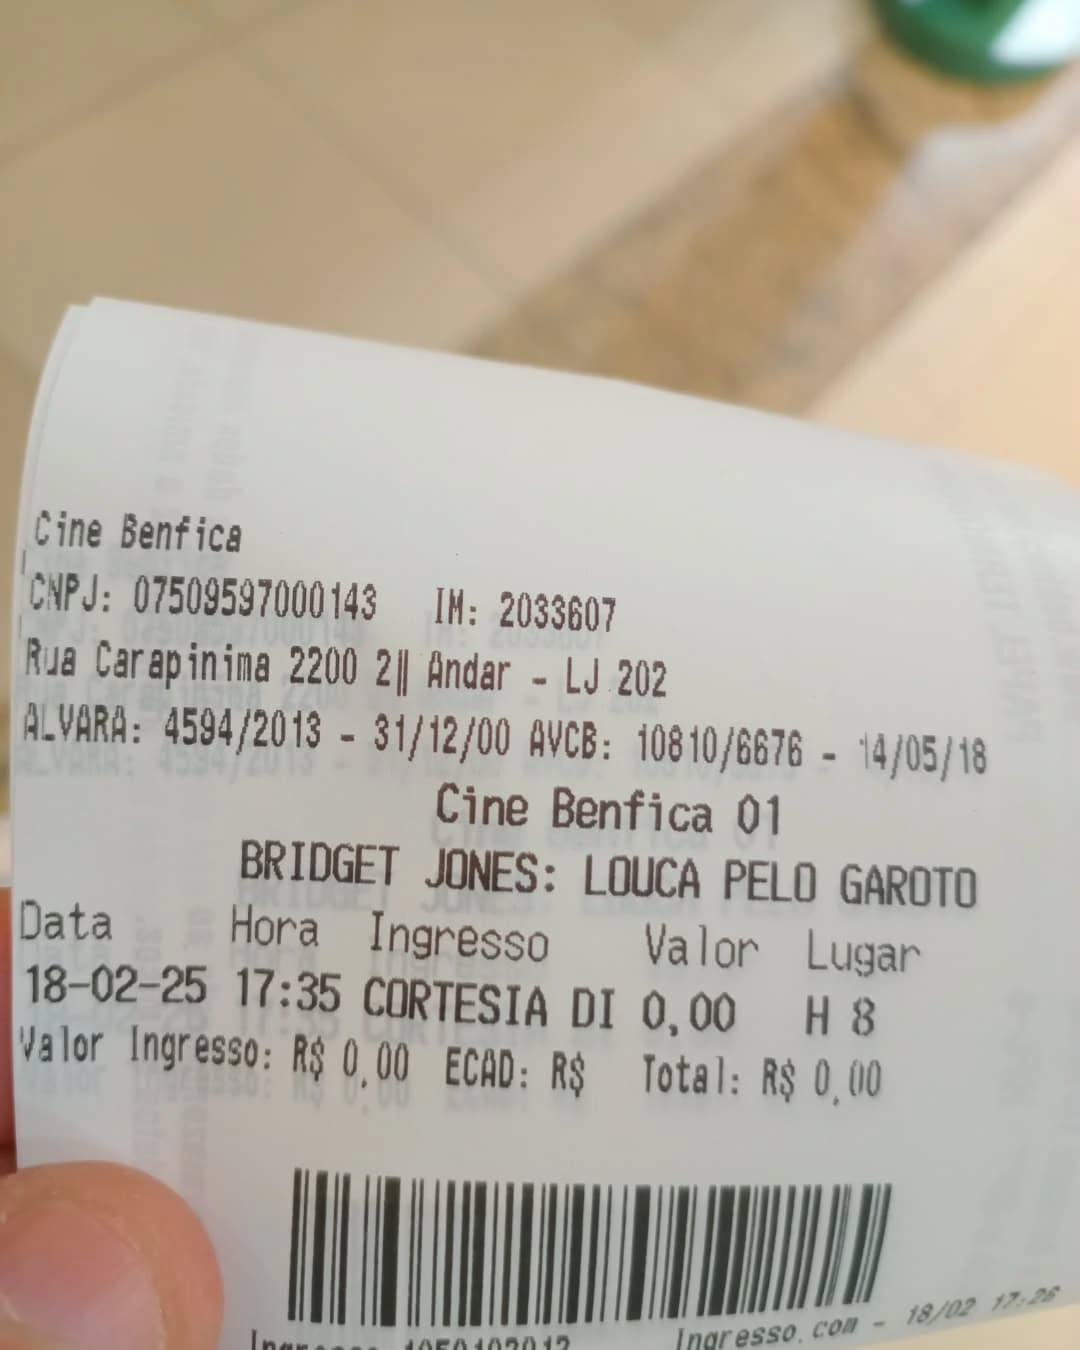 Cine Benfica
CNPJ: 07509597000143 IM: 2033607
Rua Carapinima 2200 2|| Andar - LJ 202
ALVARA: 4594/2013 - 31/12/00 AVCB: 10810/6676 - 14/05/18
Cine Benfica 01
BRIDGET JONES: LOUCA PELO GAROTO
Data Hora Ingresso Valor Lugar
18-02-25 17:35 CORTESIA DI 0,00 H 8
Valor Ingresso: R$ 0,00 ECAD: R$ Total: R$ 0,00
Ingresso Ingresso.com - 18/02 17:26